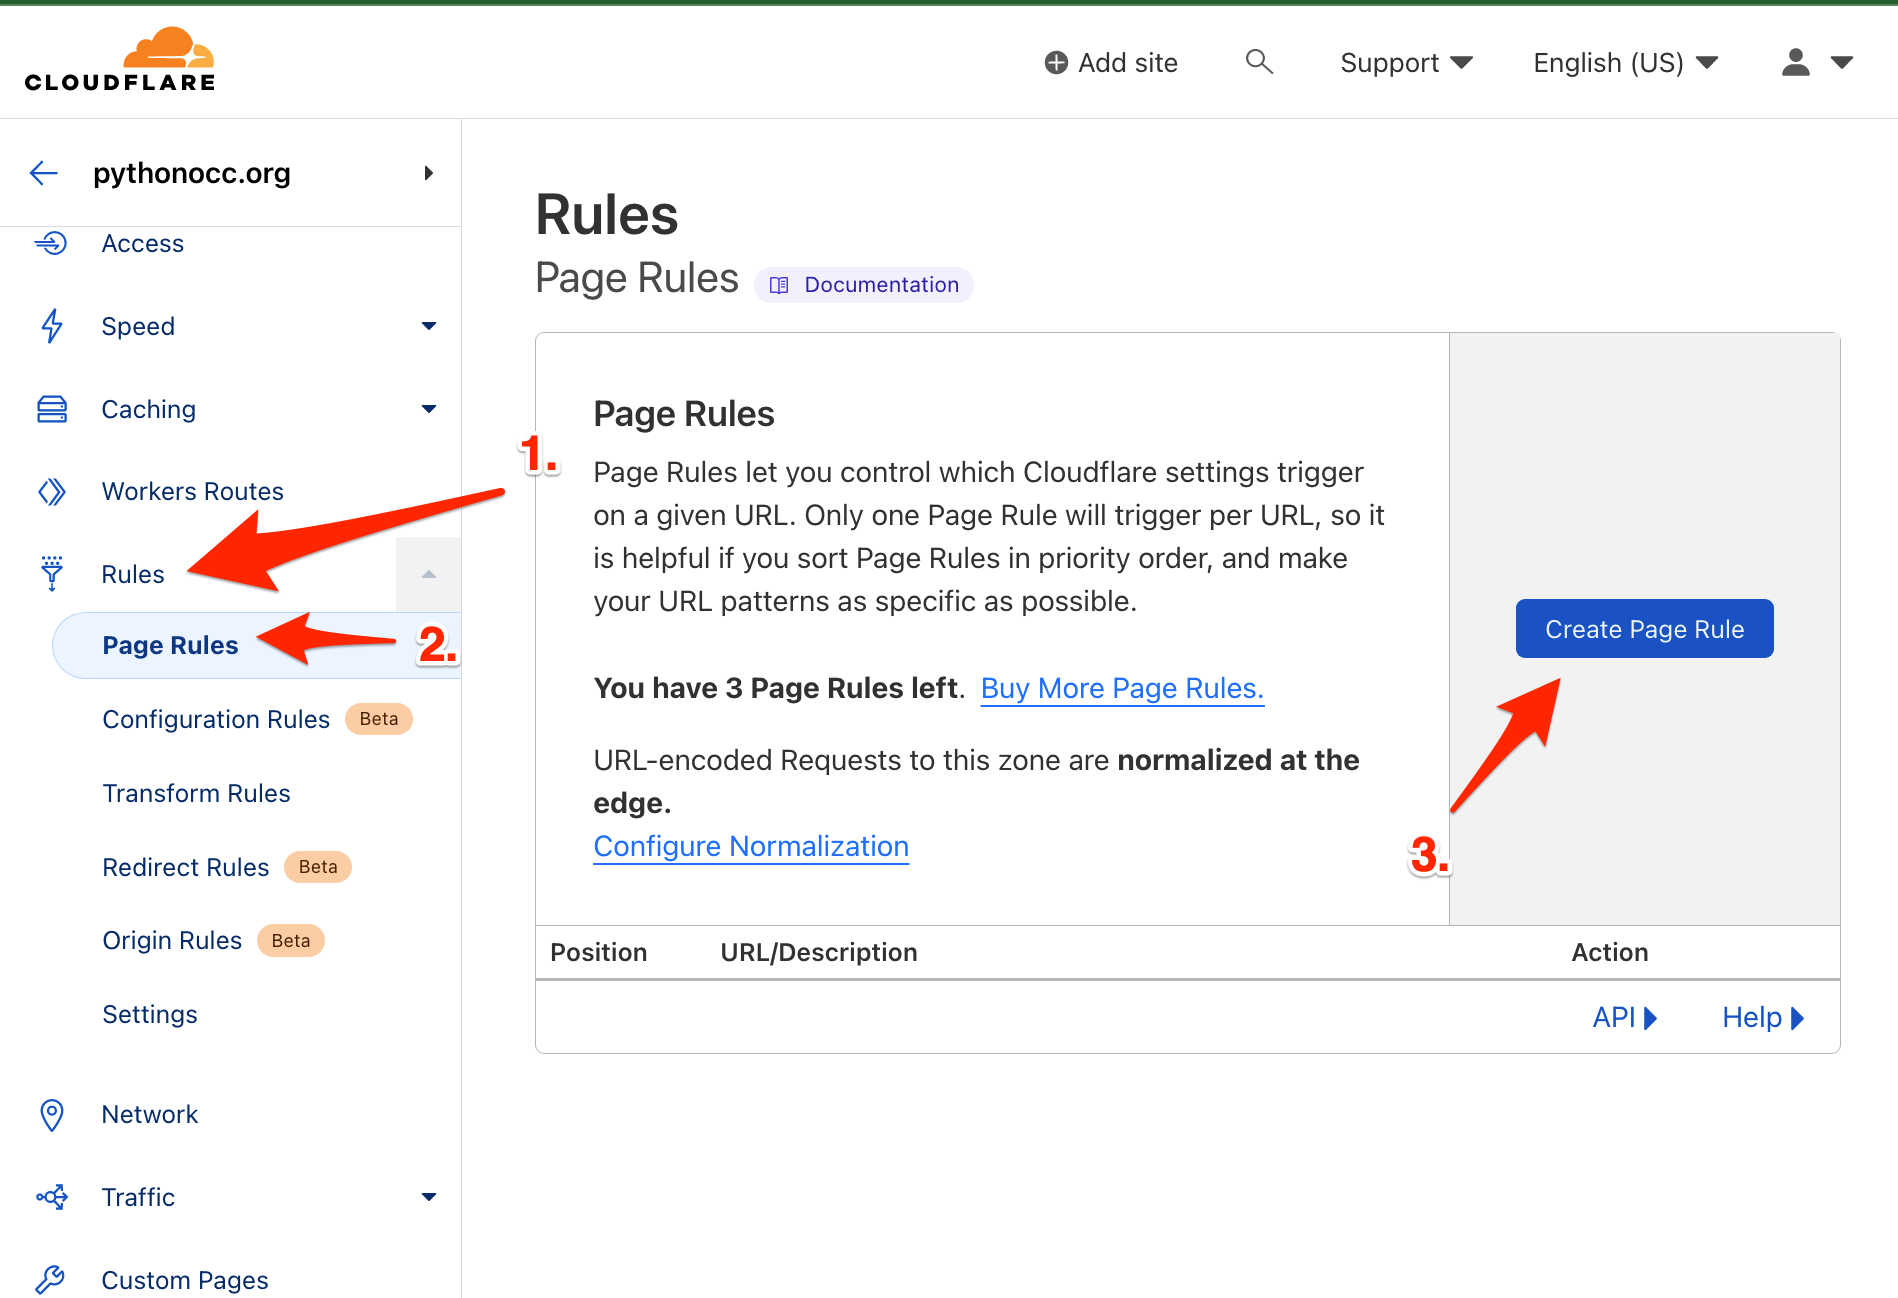 CLOUDFLARE
Add site
Support
English (US)
pythonocc.org
Access
Speed
Caching
Workers Routes
Rules
Page Rules
Configuration Rules Beta
Transform Rules
Redirect Rules Beta
Origin Rules Beta
Settings
Network
Traffic
Custom Pages
Rules
Page Rules Documentation
Page Rules
Page Rules let you control which Cloudflare settings trigger
on a given URL. Only one Page Rule will trigger per URL, so it
is helpful if you sort Page Rules in priority order, and make
your URL patterns as specific as possible.
You have 3 Page Rules left. Buy More Page Rules.
URL-encoded Requests to this zone are normalized at the
edge.
Configure Normalization
Create Page Rule
Position URL/Description Action
API Help
1.
2.
3.